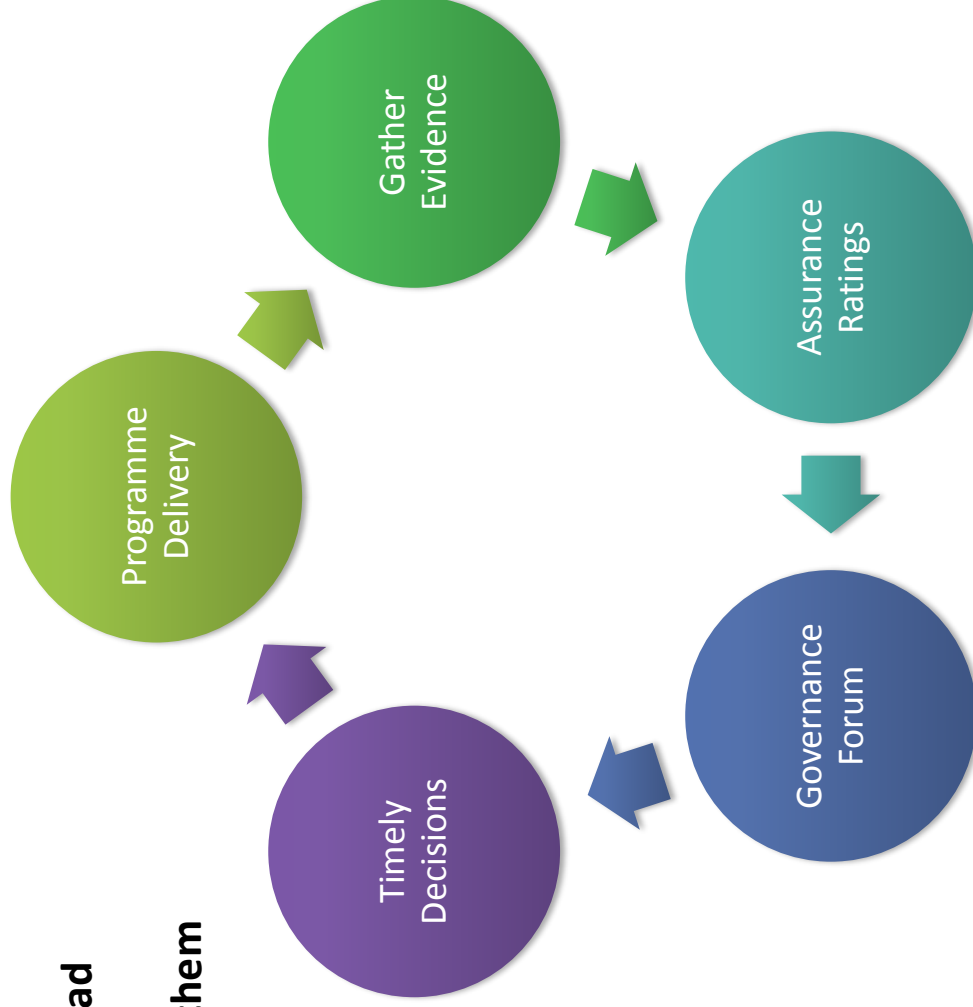 Programme
Delivery
Gather
Evidence
Assurance
Ratings
Governance
Forum
Timely
Decisions